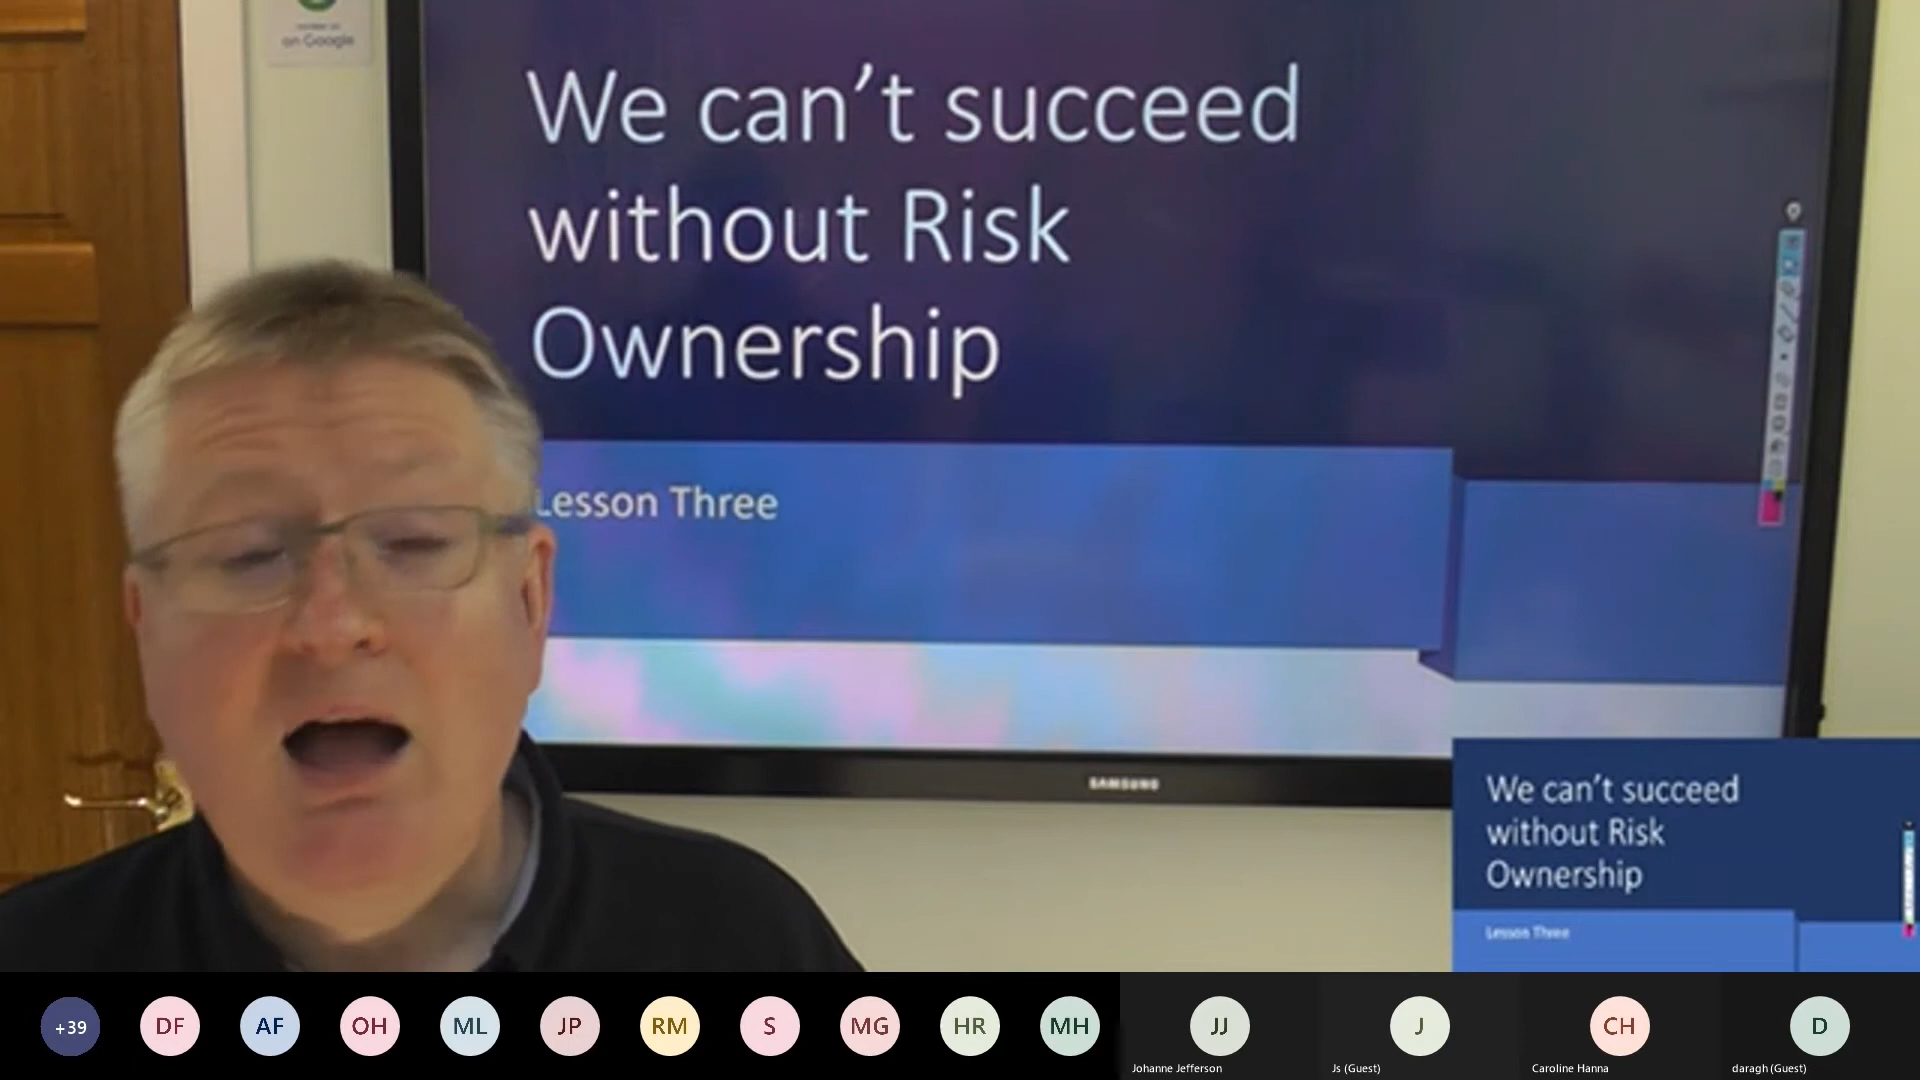 on Google
We can't succeed
without Risk
Ownership
Lesson Three
SAMSUNG
We can't succeed
without Risk
Ownership
Lesson Three
+39
DF
AF
OH
ML
JP
RM
S
MG
HR
MH
JJ
J
CH
D
Johanne Jefferson
Js (Guest)
Caroline Hanna
daragh (Guest)